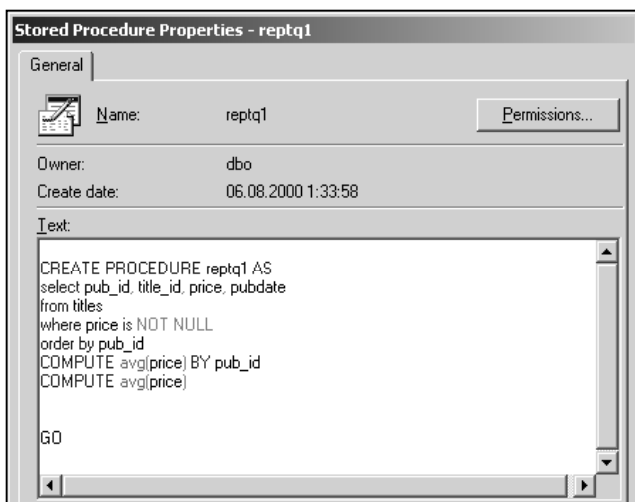 Stored Procedure Properties - reptq1
General
Name: reptq1 Permissions...
Owner: dbo
Create date: 06.08.2000 1:33:58
Text:
CREATE PROCEDURE reptq1 AS
select pub_id, title_id, price, pubdate
from titles
where price is NOT NULL
order by pub_id
COMPUTE avg(price) BY pub_id
COMPUTE avg(price)
GO